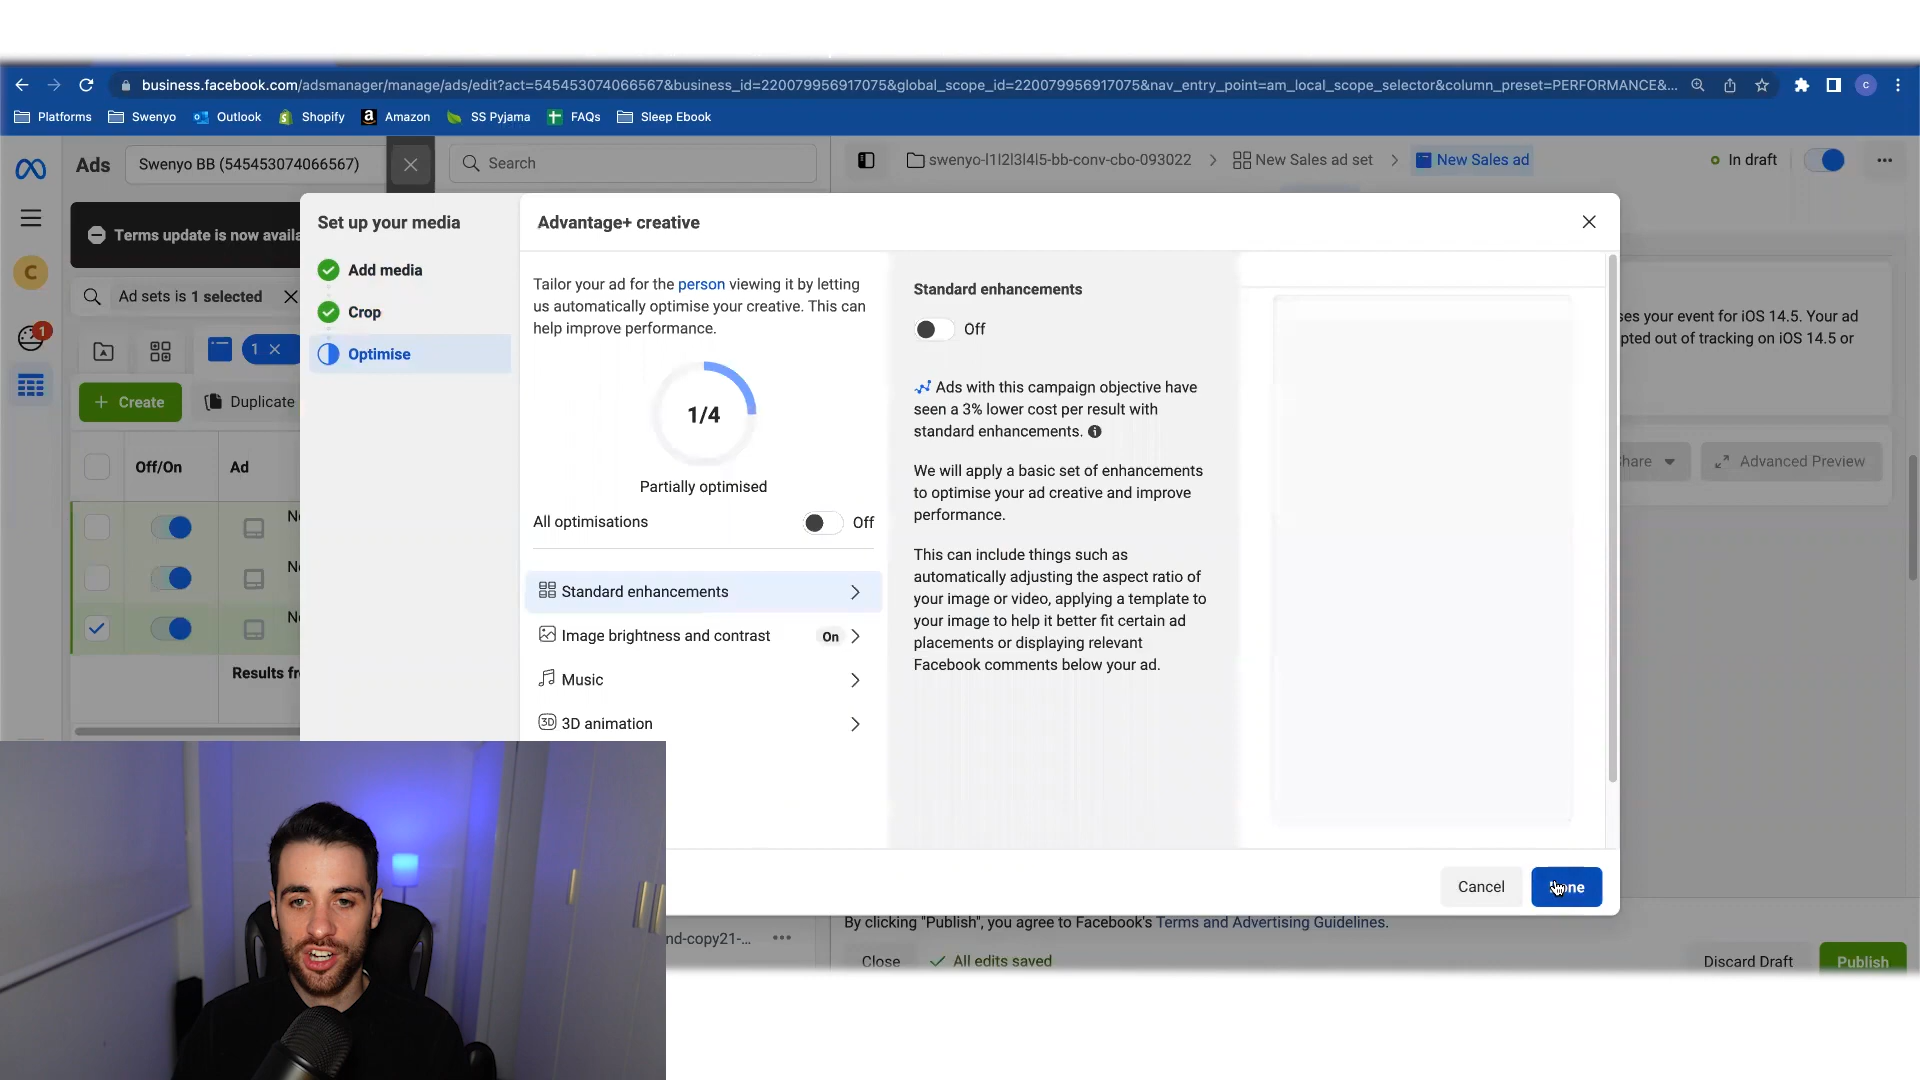 business.facebook.com/adsmanager/manage/ads/edit?act=545453074066567&business_id=220079956917075&global_scope_id=220079956917075&nav_entry_point=am_local_scope_selector&column_preset=PERFORMANCE&...
C
Platforms
Swenyo
Outlook
Shopify
Amazon
SS Pyjama
FAQs
Sleep Ebook
Ads
Swenyo BB (545453074066567)
Search
swenyo-l1l2l3l4l5-bb-conv-cbo-093022
New Sales ad set
New Sales ad
In draft
Terms update is now availa
Set up your media
Advantage+ creative
C
Add media
Crop
Optimise
Ad sets is 1 selected
1
1
Create
Duplicate
Off/On
Ad
Ne
Ne
Ne
Results fr
Tailor your ad for the person viewing it by letting
us automatically optimise your creative. This can
help improve performance.
1/4
Partially optimised
All optimisations
Off
Standard enhancements
Image brightness and contrast
On
Music
3D animation
Standard enhancements
Off
Ads with this campaign objective have
seen a 3% lower cost per result with
standard enhancements.
We will apply a basic set of enhancements
to optimise your ad creative and improve
performance.
This can include things such as
automatically adjusting the aspect ratio of
your image or video, applying a template to
your image to help it better fit certain ad
placements or displaying relevant
Facebook comments below your ad.
ses your event for iOS 14.5. Your ad
pted out of tracking on iOS 14.5 or
hare
Advanced Preview
Cancel
Done
By clicking "Publish", you agree to Facebook's Terms and Advertising Guidelines.
nd-copy21-...
Close
All edits saved
Discard Draft
Publish